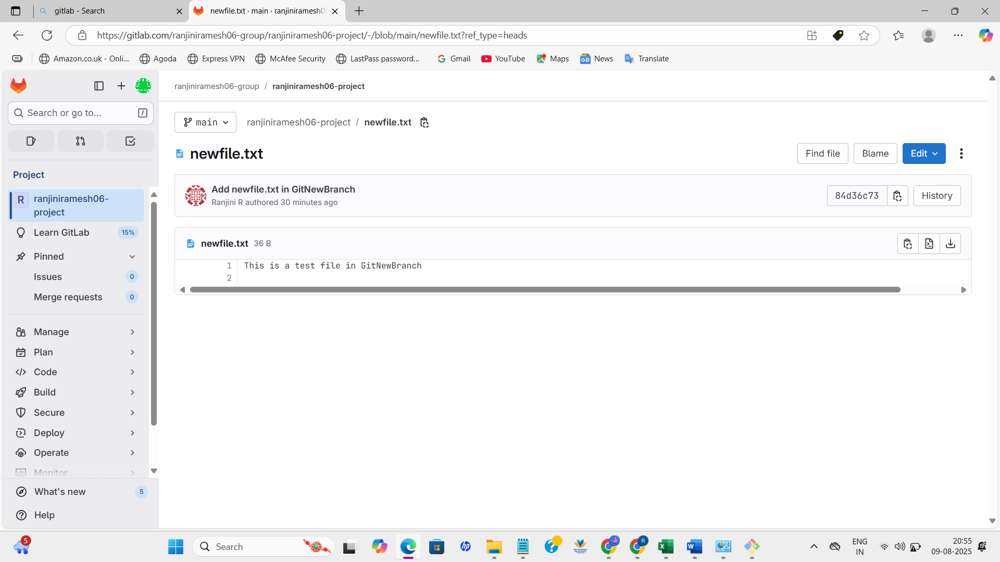 gitlab - Search
newfile.txt · main · ranjiniramesh0
https://gitlab.com/ranjiniramesh06-group/ranjiniramesh06-project/-/blob/main/newfile.txt?ref_type=heads
Amazon.co.uk - Onli...
Agoda
Express VPN
McAfee Security
LastPass password...
Gmail
YouTube
Maps
News
Translate
ranjiniramesh06-group / ranjiniramesh06-project
Search or go to...
/
main
ranjiniramesh06-project / newfile.txt
newfile.txt
Find file
Blame
Edit
Project
Add newfile.txt in GitNewBranch
Ranjini R authored 30 minutes ago
84d36c73
History
R
ranjiniramesh06-
project
Learn GitLab
15%
newfile.txt 36 B
Pinned
1 This is a test file in GitNewBranch
2
Issues
0
Merge requests
0
Manage
Plan
Code
Build
Secure
Deploy
Operate
Monitor
What's new
5
Help
5
Search
hp
SRI KRISHNA
R
ENG
IN
20:55
09-08-2025